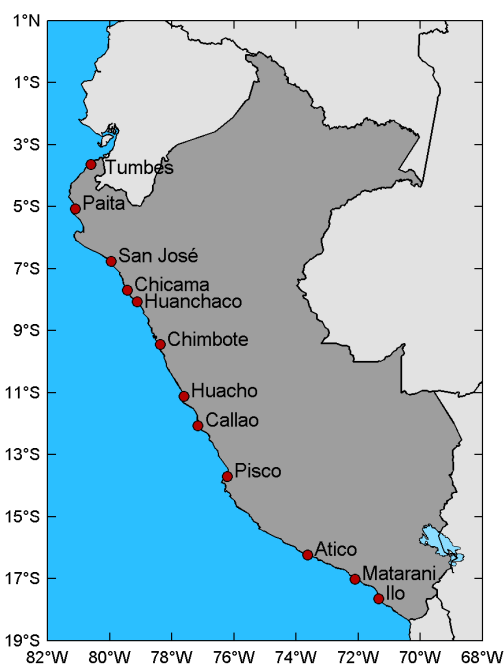 1°N
1°S
3°S
Tumbes
Paita
5°S
San José
7°S
Chicama
Huanchaco
9°S
Chimbote
11°S
Huacho
Callao
13°S
Pisco
15°S
Atico
17°S
Matarani
Ilo
19°S
82°W 80°W 78°W 76°W 74°W 72°W 70°W 68°W